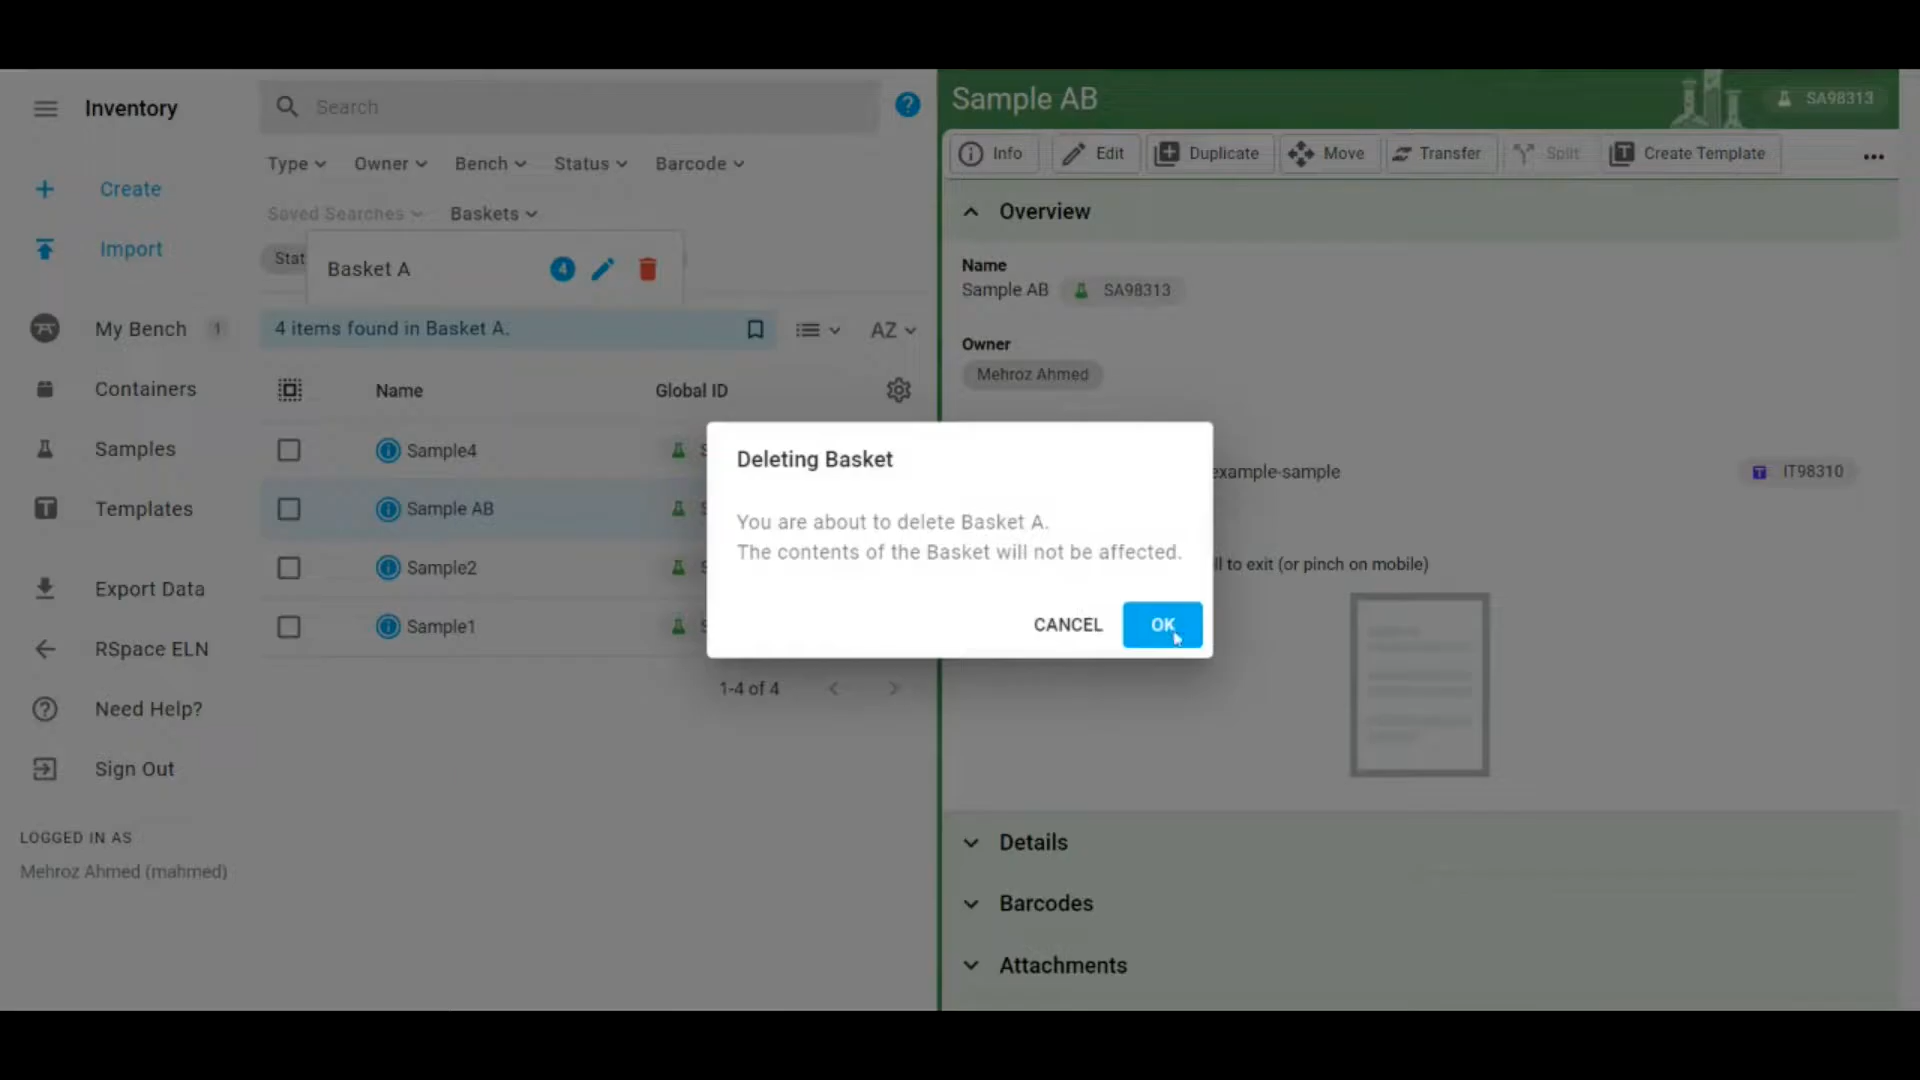 Inventory
Search
?
Sample AB
SA98313
Type
Owner
Bench
Status
Barcode
Info
Edit
Duplicate
Move
Transfer
Split
Create Template
Create
Saved Searches
Baskets
Overview
Import
Stat
Basket A
4
Name
Sample AB
SA98313
My Bench
1
4 items found in Basket A.
AZ
Owner
Mehroz Ahmed
Containers
Name
Global ID
Samples
Sample4
Deleting Basket
example-sample
IT98310
Templates
Sample AB
You are about to delete Basket A.
The contents of the Basket will not be affected.
ll to exit (or pinch on mobile)
Export Data
Sample2
CANCEL
OK
RSpace ELN
Sample1
Need Help?
1-4 of 4
Sign Out
LOGGED IN AS
Mehroz Ahmed (mahmed)
Details
Barcodes
Attachments